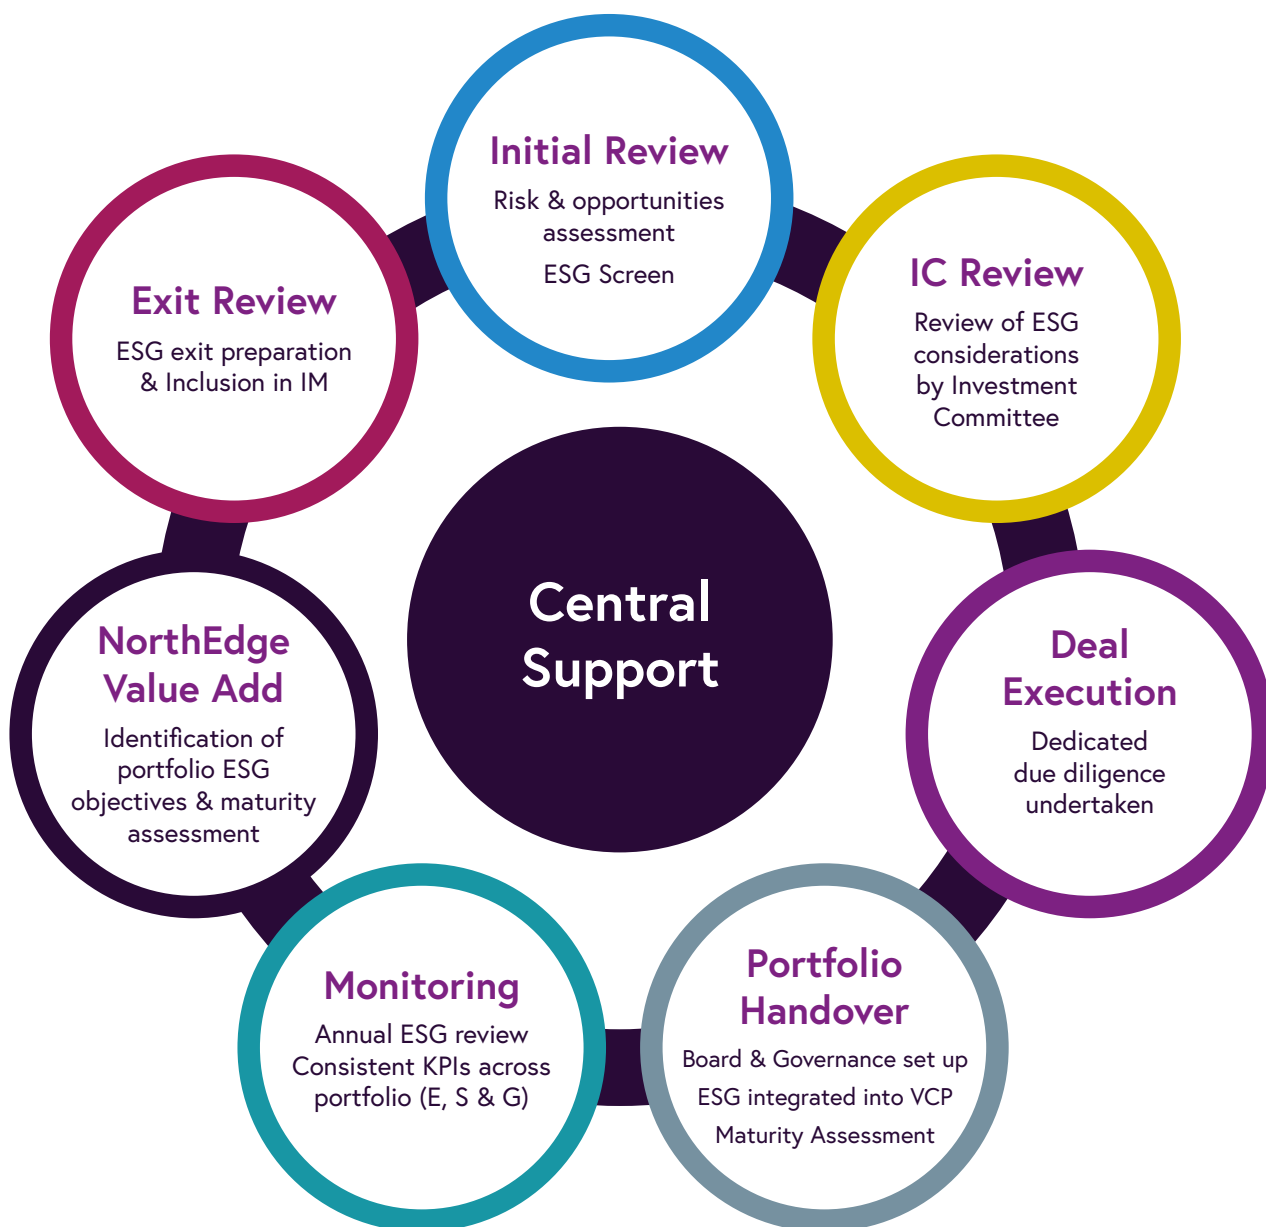 Initial Review
Risk & opportunities
assessment
ESG Screen
IC Review
Review of ESG
considerations
by Investment
Committee
Deal
Execution
Dedicated
due diligence
undertaken
Portfolio
Handover
Board & Governance set up
ESG integrated into VCP
Maturity Assessment
Monitoring
Annual ESG review
Consistent KPIs across
portfolio (E, S & G)
NorthEdge
Value Add
Identification of
portfolio ESG
objectives & maturity
assessment
Exit Review
ESG exit preparation
& Inclusion in IM
Central
Support